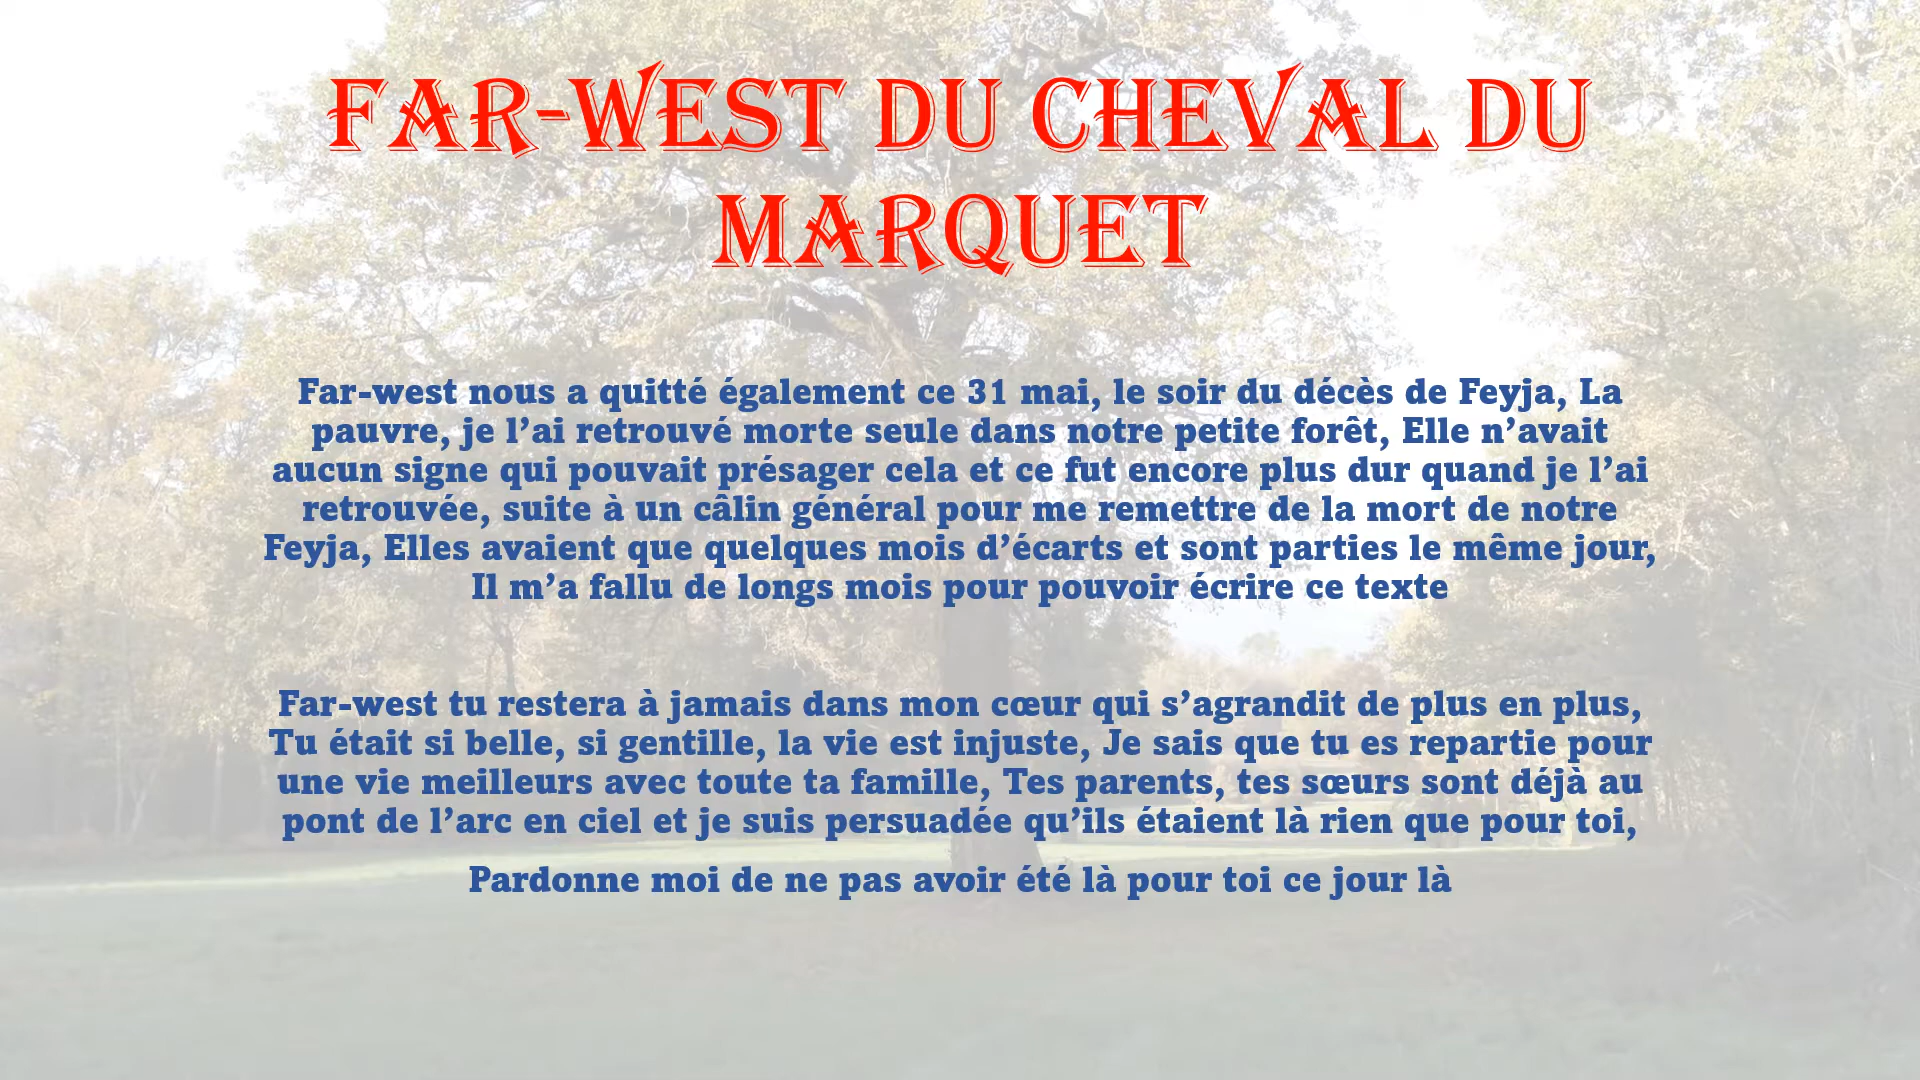 FAR-WEST DU CHEVAL DU
MARQUET
Far-west nous a quitté également ce 31 mai, le soir du décès de Feyja, La
pauvre, je l’ai retrouvé morte seule dans notre petite forêt, Elle n’avait
aucun signe qui pouvait présager cela et ce fut encore plus dur quand je l’ai
retrouvée, suite à un câlin général pour me remettre de la mort de notre
Feyja, Elles avaient que quelques mois d’écarts et sont parties le même jour,
Il m’a fallu de longs mois pour pouvoir écrire ce texte
Far-west tu restera à jamais dans mon cœur qui s’agrandit de plus en plus,
Tu était si belle, si gentille, la vie est injuste, Je sais que tu es repartie pour
une vie meilleurs avec toute ta famille, Tes parents, tes sœurs sont déjà au
pont de l’arc en ciel et je suis persuadée qu’ils étaient là rien que pour toi,
Pardonne moi de ne pas avoir été là pour toi ce jour là